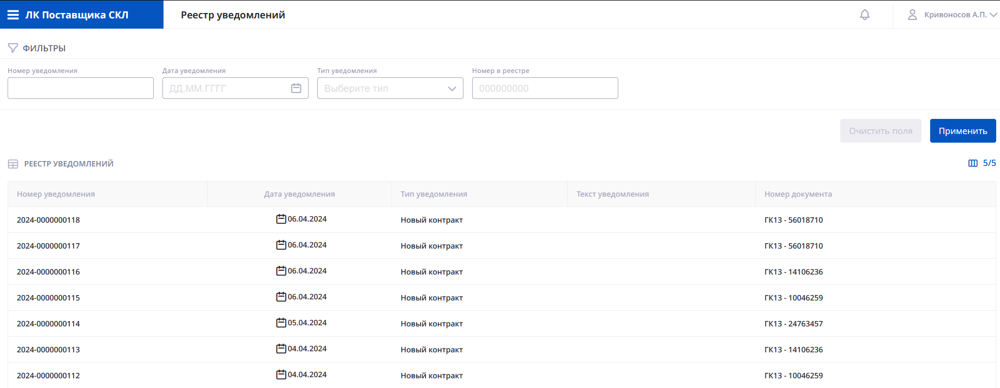 ЛК Поставщика СКЛ
Реестр уведомлений
Кривоносов А.П.
ФИЛЬТРЫ
Номер уведомления Дата уведомления Тип уведомления Номер в реестре
ДД.ММ.ГГГГ Выберите тип 000000000
Очистить поля Применить
РЕЕСТР УВЕДОМЛЕНИЙ 5/5
Номер уведомления Дата уведомления Тип уведомления Текст уведомления Номер документа
2024-0000000118 06.04.2024 Новый контракт ГК13 - 56018710
2024-0000000117 06.04.2024 Новый контракт ГК13 - 56018710
2024-0000000116 06.04.2024 Новый контракт ГК13 - 14106236
2024-0000000115 06.04.2024 Новый контракт ГК13 - 10046259
2024-0000000114 05.04.2024 Новый контракт ГК13 - 24763457
2024-0000000113 04.04.2024 Новый контракт ГК13 - 14106236
2024-0000000112 04.04.2024 Новый контракт ГК13 - 10046259